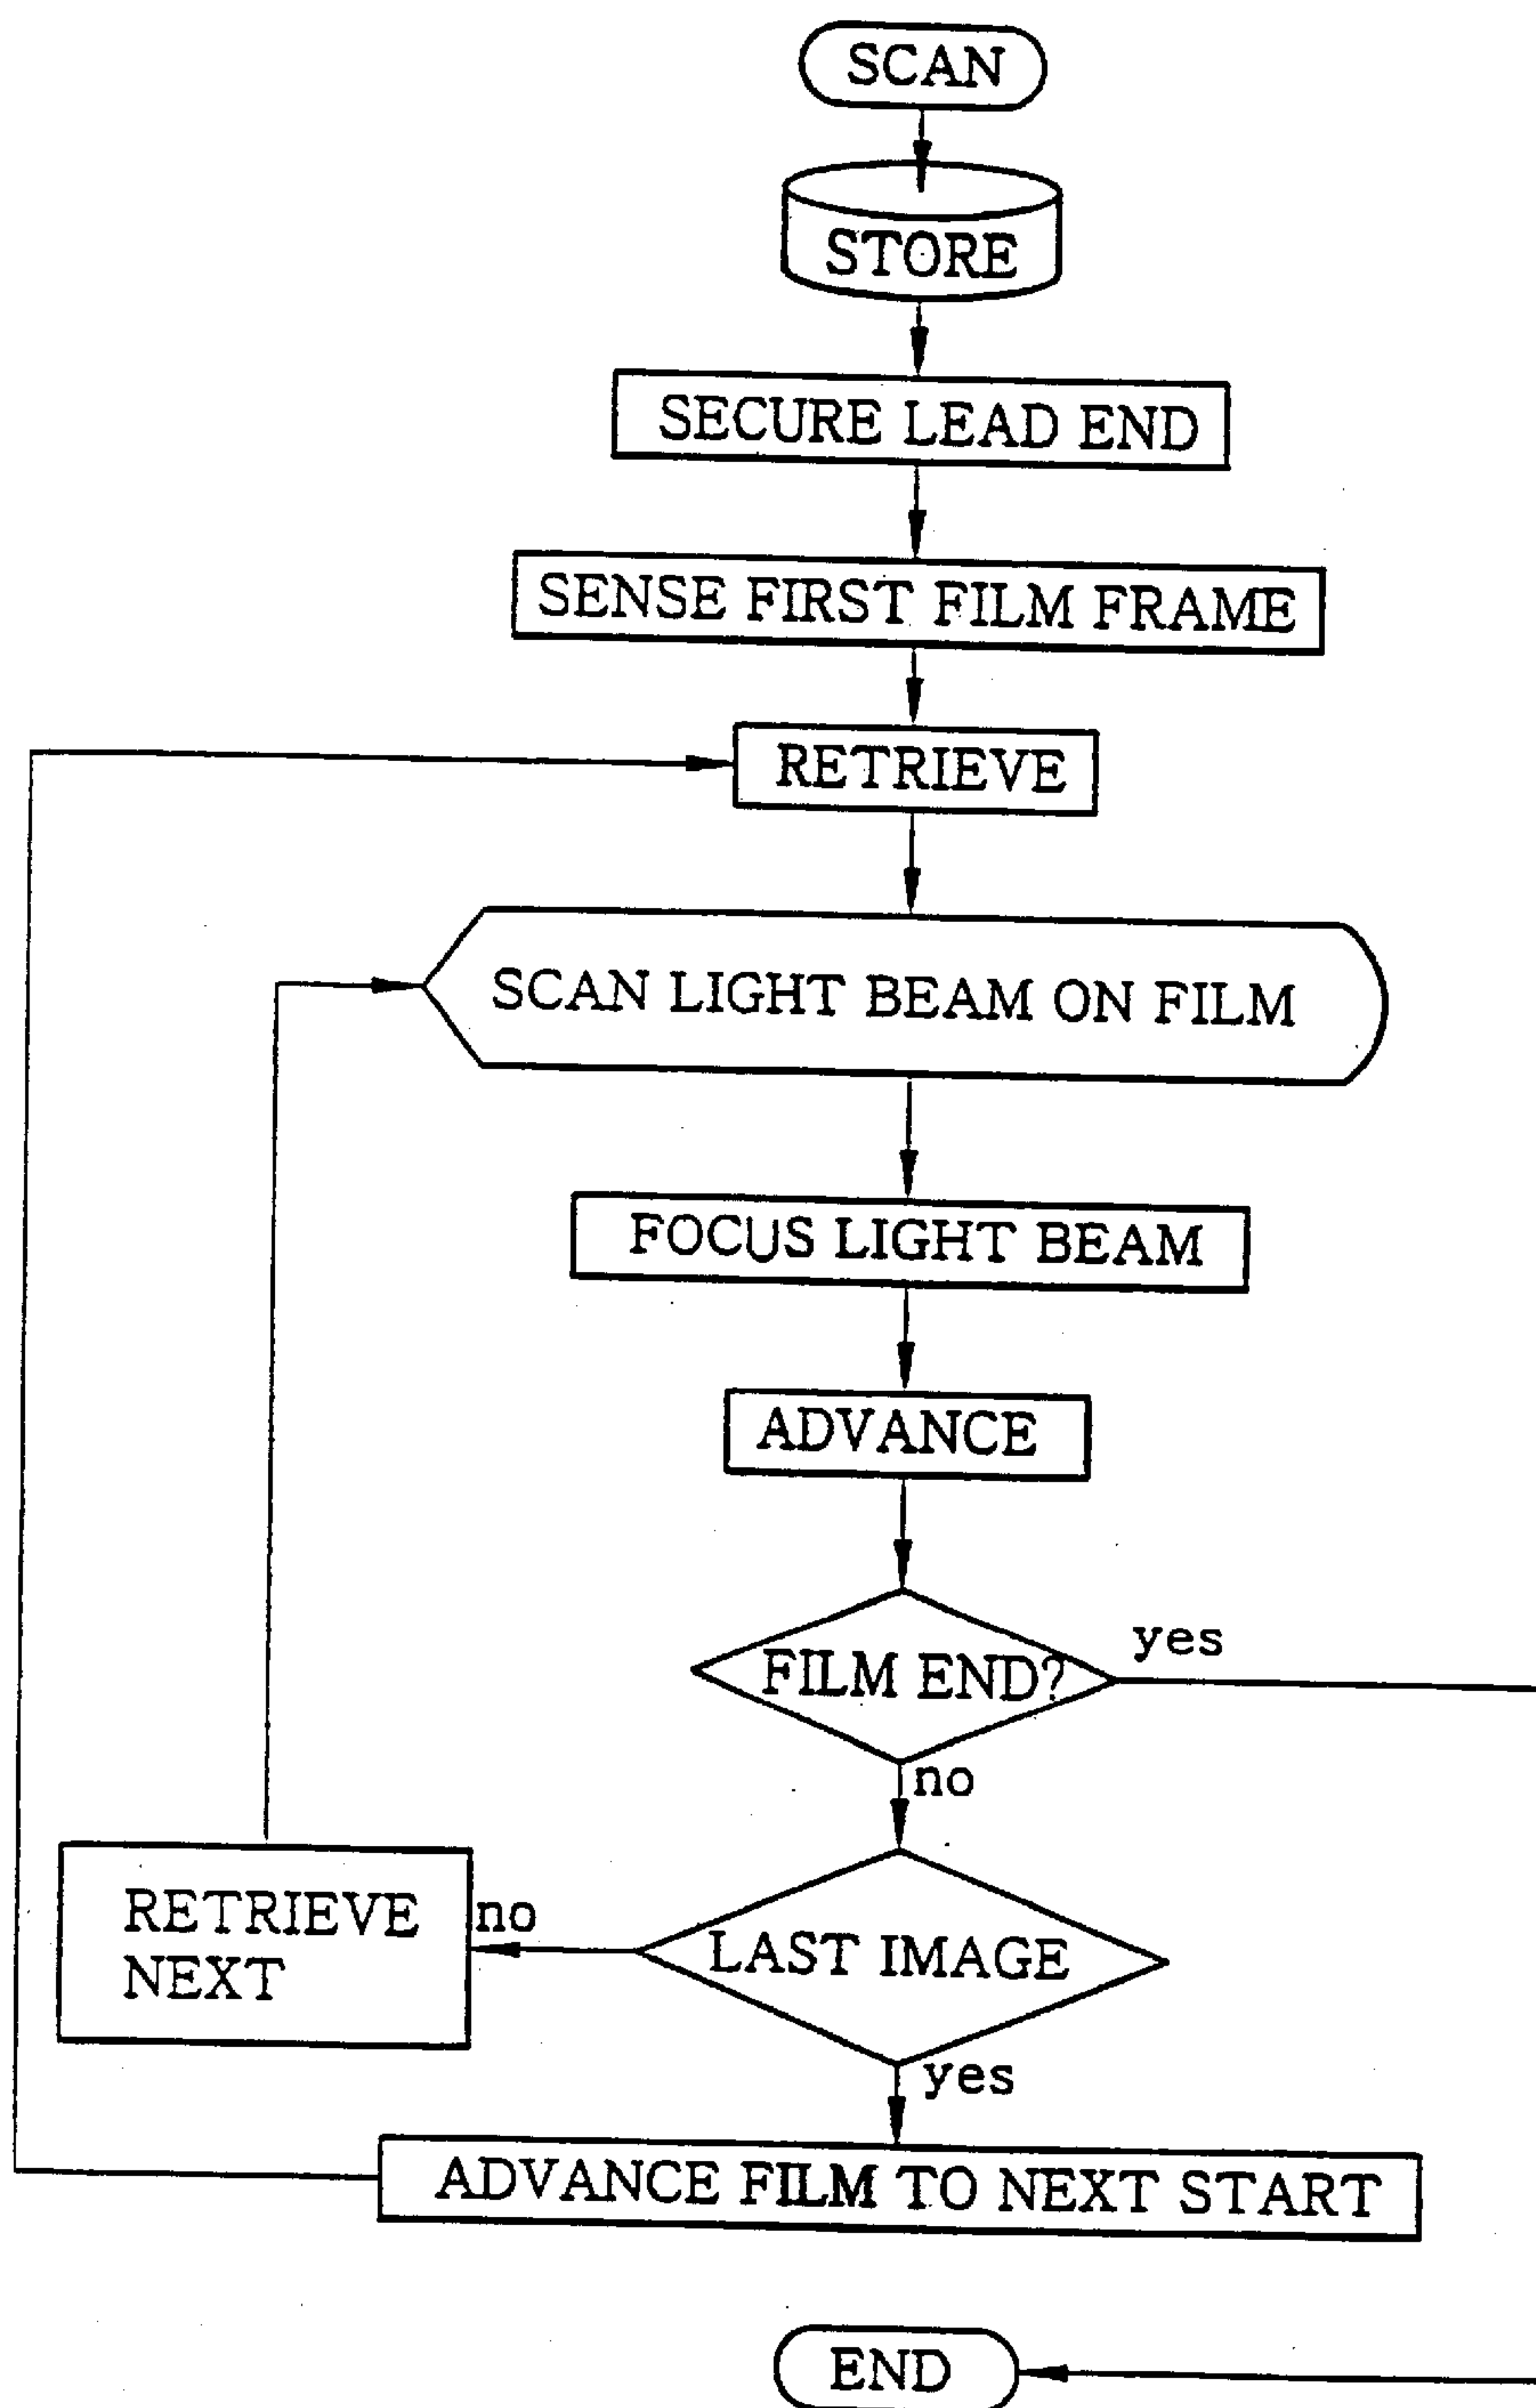 SCAN
STORE
SECURE LEAD END
SENSE FIRST FILM FRAME
RETRIEVE
SCAN LIGHT BEAM ON FILM
FOCUS LIGHT BEAM
ADVANCE
yes
FILM END?
no
RETRIEVE
NEXT
no
LAST IMAGE
yes
ADVANCE FILM TO NEXT START
END